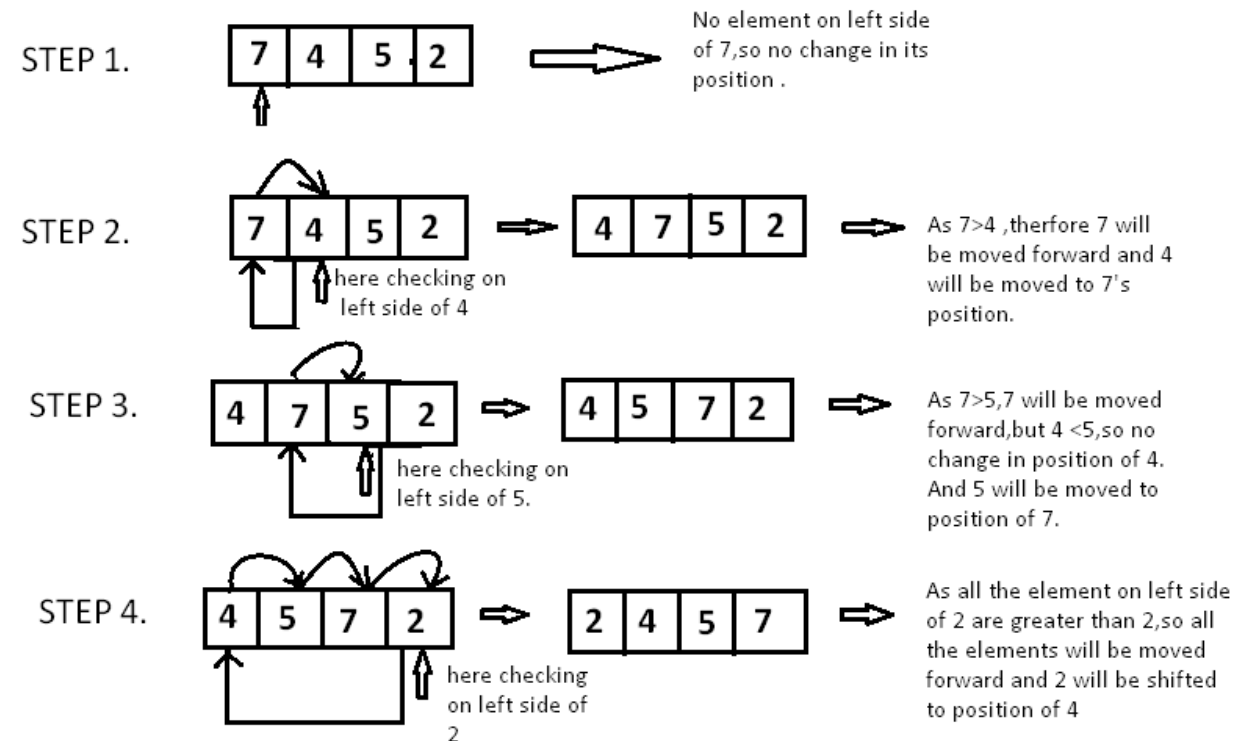 STEP 1.
7 4 5 2
No element on left side
of 7,so no change in its
position .
STEP 2.
7 4 5 2
here checking on
left side of 4
4 7 5 2
As 7>4 ,therfore 7 will
be moved forward and 4
will be moved to 7's
position.
STEP 3.
4 7 5 2
here checking on
left side of 5.
4 5 7 2
As 7>5,7 will be moved
forward,but 4 <5,so no
change in position of 4.
And 5 will be moved to
position of 7.
STEP 4.
4 5 7 2
here checking
on left side of
2
2 4 5 7
As all the element on left side
of 2 are greater than 2,so all
the elements will be moved
forward and 2 will be shifted
to position of 4